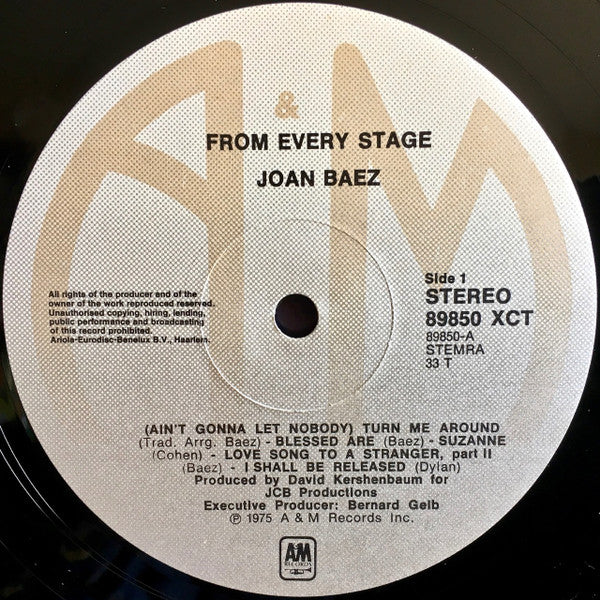 A&M
&
FROM EVERY STAGE
JOAN BAEZ
All rights of the producer and of the
owner of the work reproduced reserved.
Unauthorised copying, hiring, lending,
public performance and broadcasting
of this record prohibited.
Ariola-Eurodisc-Benelux B.V., Haarlem.
Side 1
STEREO
89850 XCT
89850-A
STEMRA
33 T
(AIN'T GONNA LET NOBODY) TURN ME AROUND
(Trad. Arrg. Baez) - BLESSED ARE (Baez) - SUZANNE
(Cohen) - LOVE SONG TO A STRANGER, part II
(Baez) - I SHALL BE RELEASED (Dylan)
Produced by David Kershenbaum for
JCB Productions
Executive Producer: Bernard Gelb
℗ 1975 A & M Records Inc.
AM
RECORDS